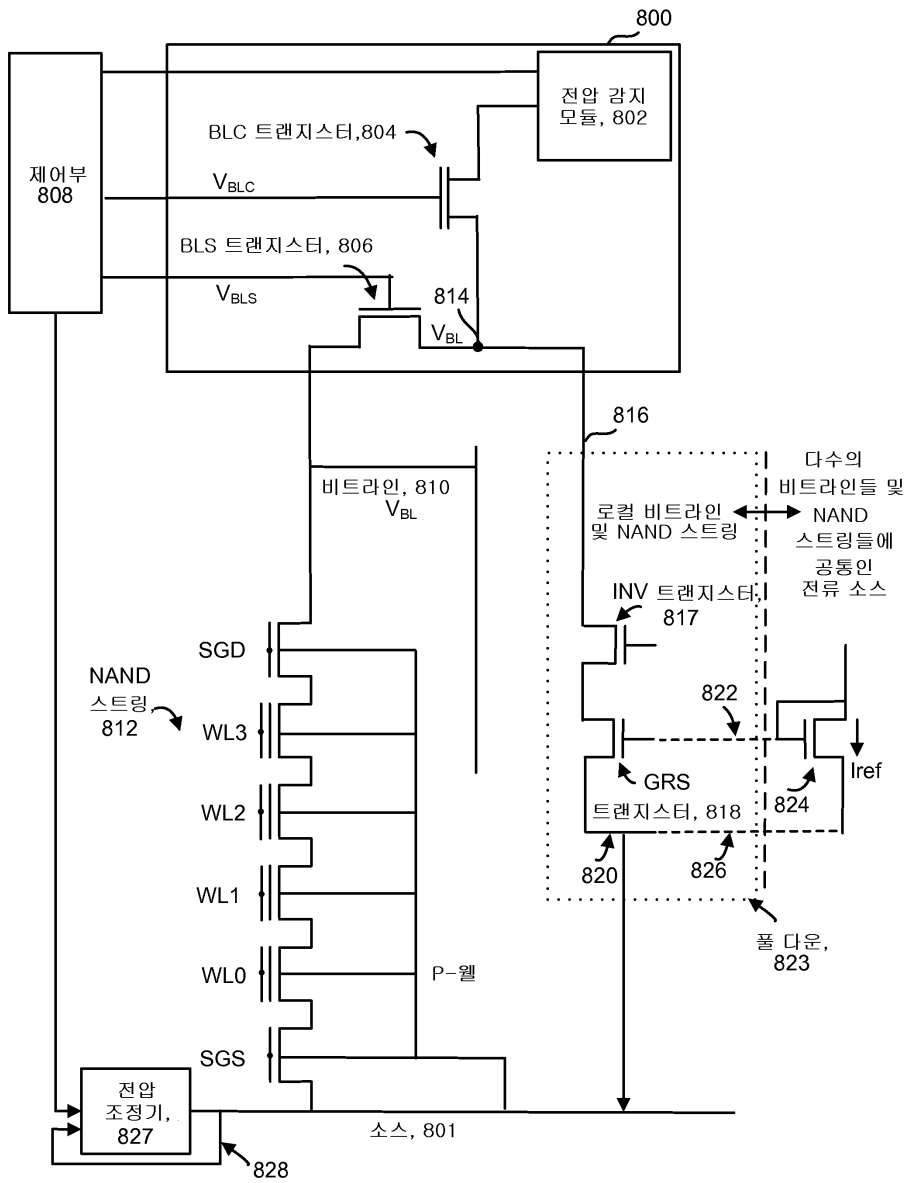 800
전압 감지
모듈, 802
BLC 트랜지스터,804
제어부
808
VBLC
BLS 트랜지스터, 806
VBLS
814
VBL
816
비트라인, 810
VBL
로컬 비트라인
및 NAND 스트링
다수의
비트라인들 및
NAND
스트링들에
공통인
전류 소스
INV 트랜지스터,
817
SGD
NAND
스트링,
812
WL3
822
Iref
GRS
트랜지스터, 818
824
WL2
820
826
WL1
풀 다운,
823
WL0
P-웰
SGS
전압
조정기,
827
소스, 801
828